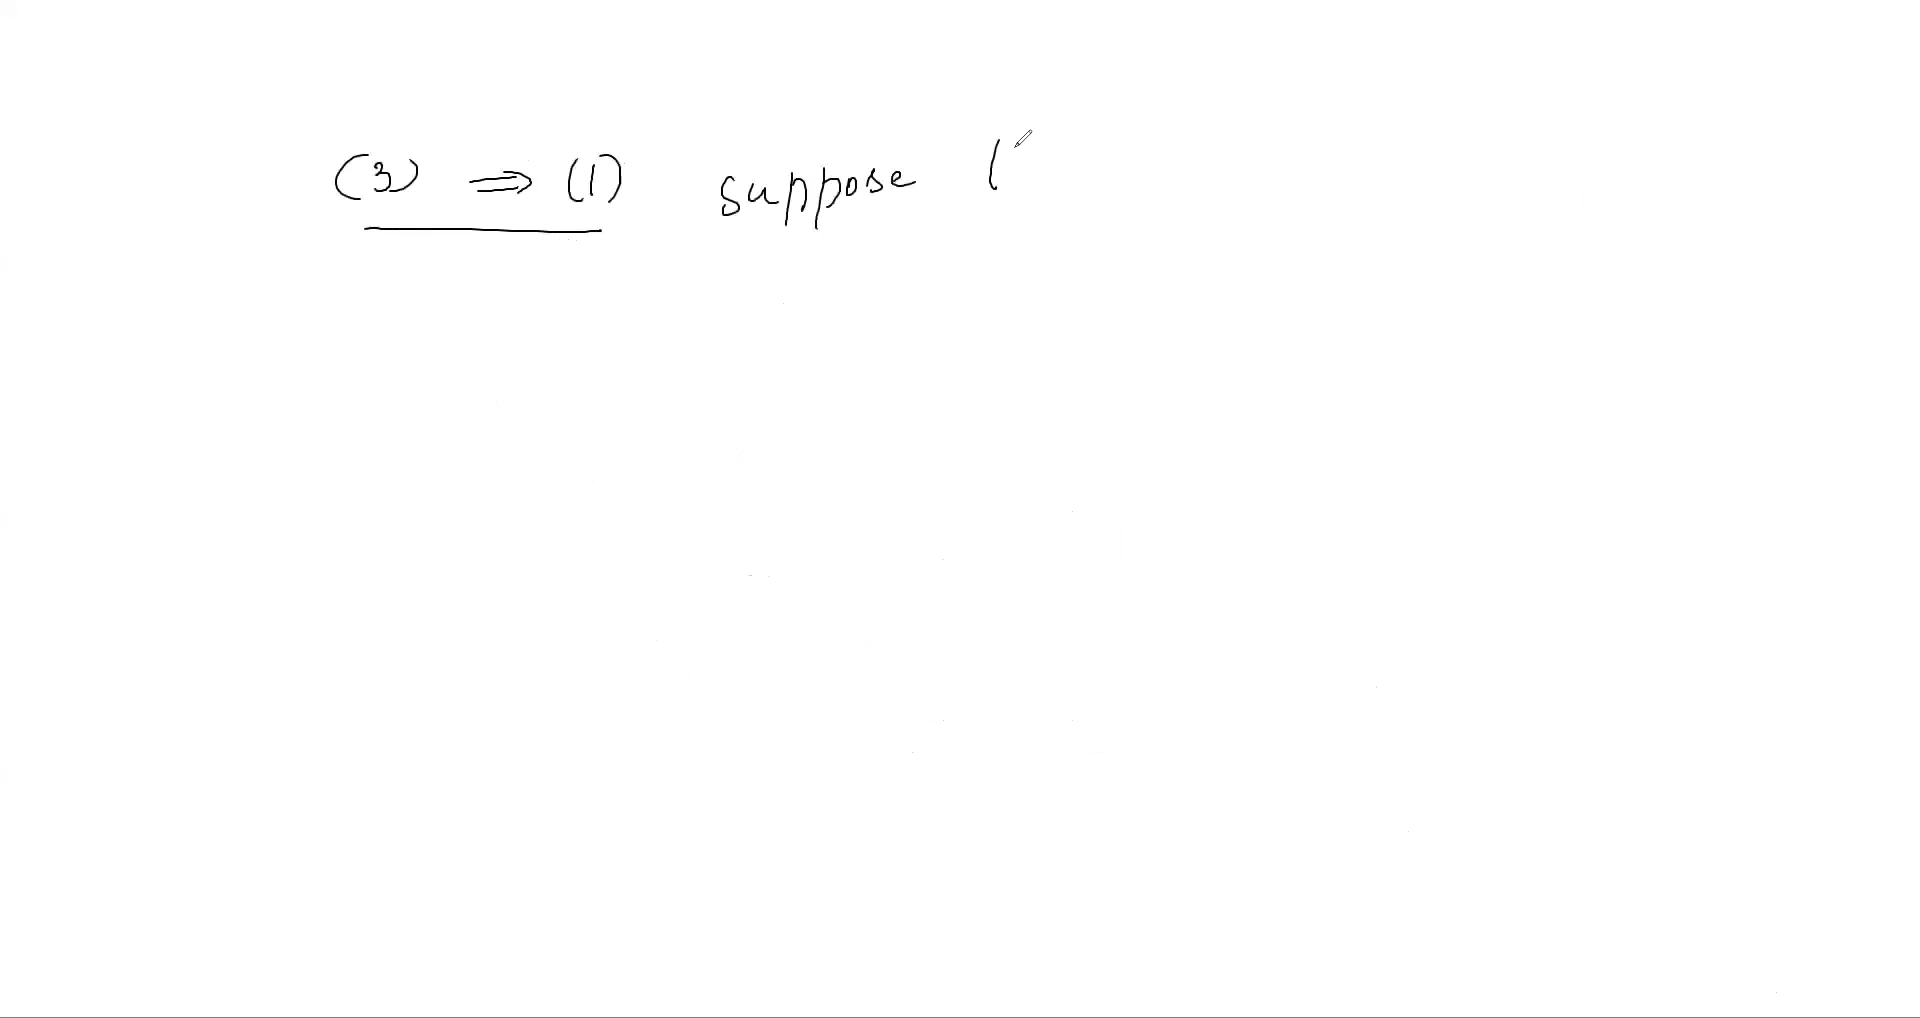 (3) ⇒ (1) suppose (